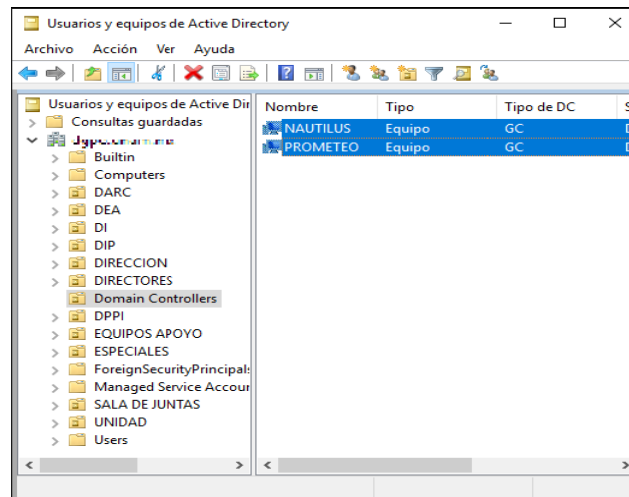 Usuarios y equipos de Active Directory
Archivo Acción Ver Ayuda
Usuarios y equipos de Active Dir
Consultas guardadas
Builtin
Computers
DARC
DEA
DI
DIP
DIRECCION
DIRECTORES
Domain Controllers
DPPI
EQUIPOS APOYO
ESPECIALES
ForeignSecurityPrincipals
Managed Service Accour
SALA DE JUNTAS
UNIDAD
Users
Nombre Tipo Tipo de DC S
NAUTILUS Equipo GC D
PROMETEO Equipo GC D